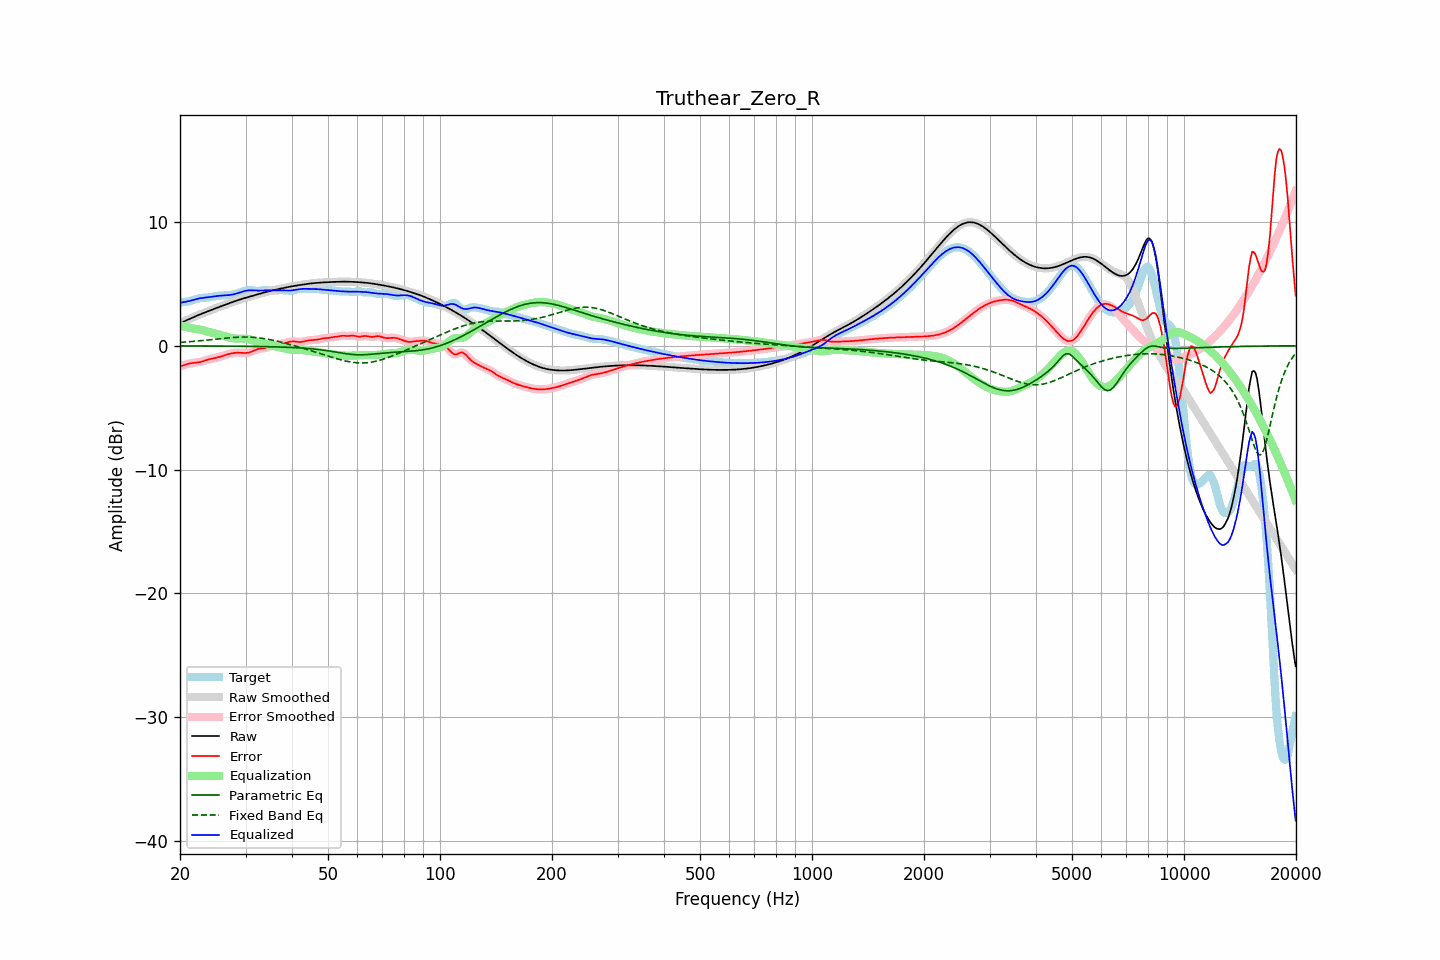 Truthear_Zero_R
Amplitude (dBr)
10
0
−10
−20
−30
−40
Target
Raw Smoothed
Error Smoothed
Raw
Error
Equalization
Parametric Eq
Fixed Band Eq
Equalized
20 50 100 200 500 1000 2000 5000 10000 20000
Frequency (Hz)